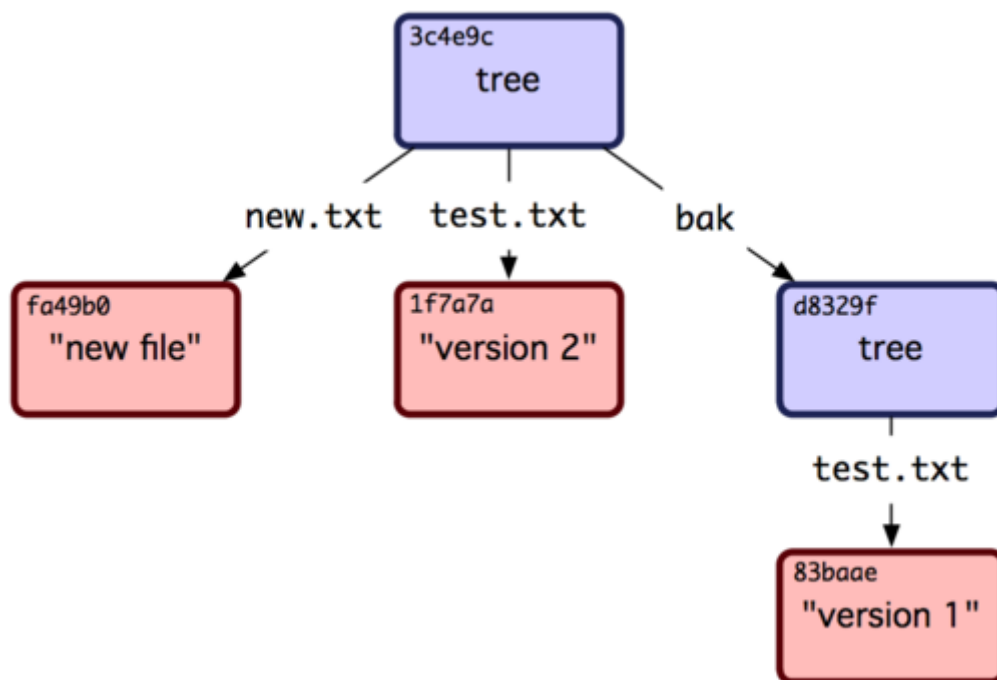 3c4e9c
tree
new.txt
test.txt
bak
fa49b0
"new file"
1f7a7a
"version 2"
d8329f
tree
test.txt
83baae
"version 1"